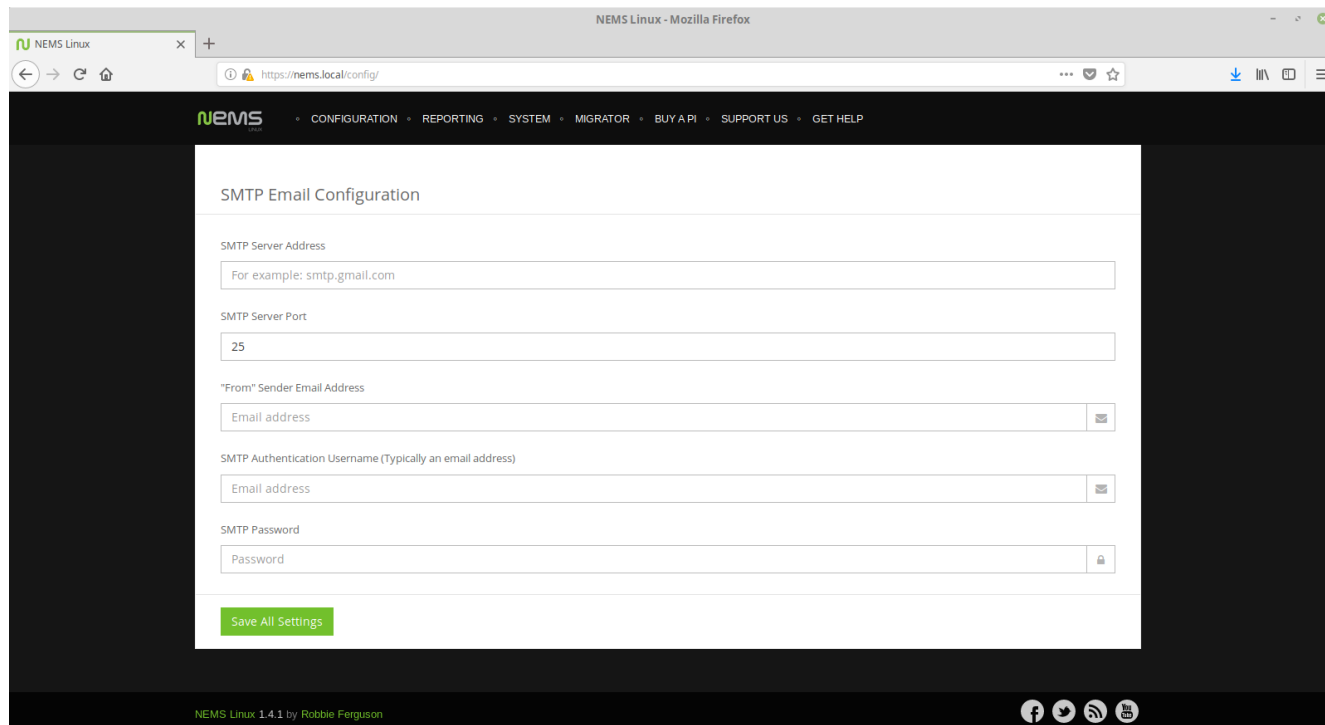 NEMS Linux - Mozilla Firefox
NEMS Linux
https://nems.local/config/
NEMS
LINUX
CONFIGURATION
REPORTING
SYSTEM
MIGRATOR
BUY A PI
SUPPORT US
GET HELP
SMTP Email Configuration
SMTP Server Address
For example: smtp.gmail.com
SMTP Server Port
25
"From" Sender Email Address
Email address
SMTP Authentication Username (Typically an email address)
Email address
SMTP Password
Password
Save All Settings
NEMS Linux 1.4.1 by Robbie Ferguson
You
Tube